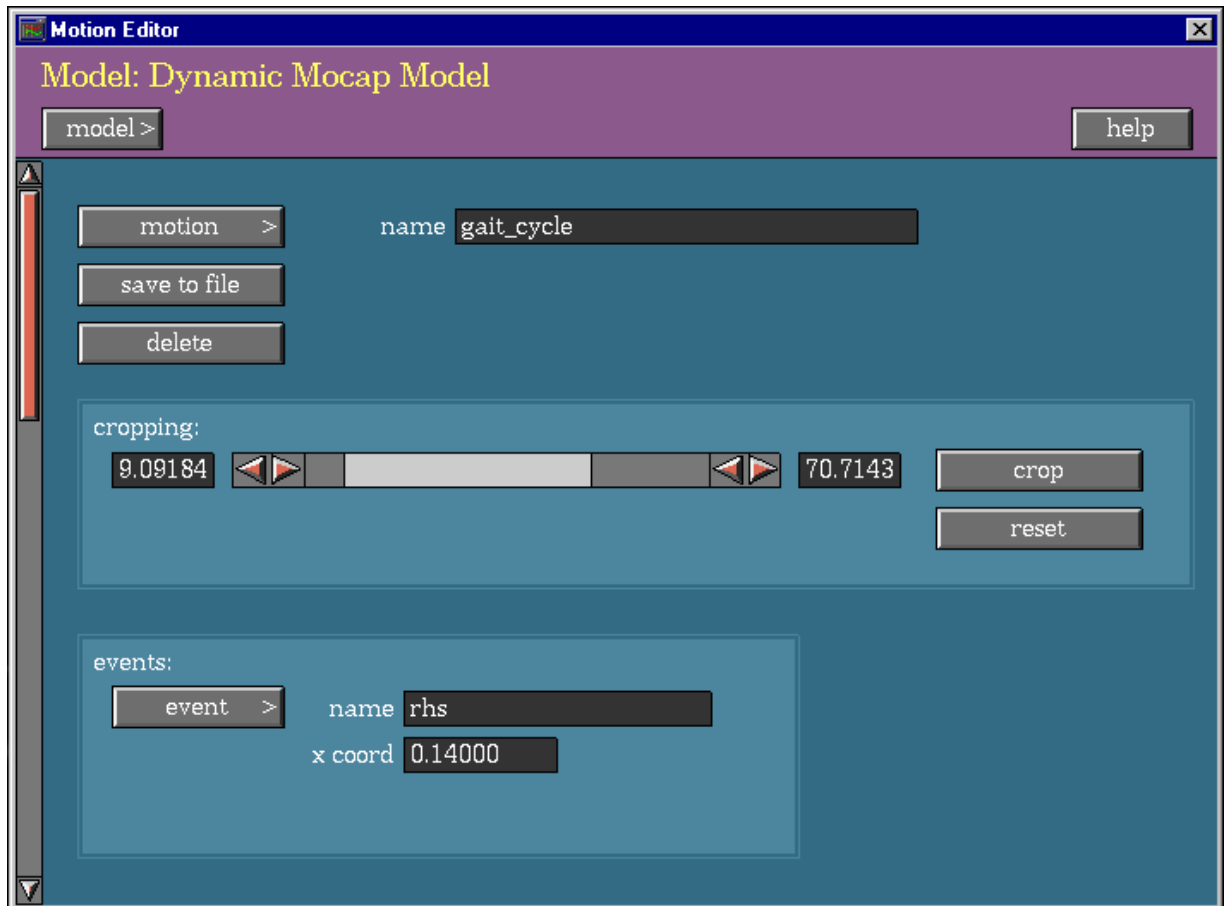 Motion Editor
Model: Dynamic Mocap Model
model > help
motion > name gait_cycle
save to file
delete
cropping:
9.09184 70.7143 crop
reset
events:
event > name rhs
x coord 0.14000